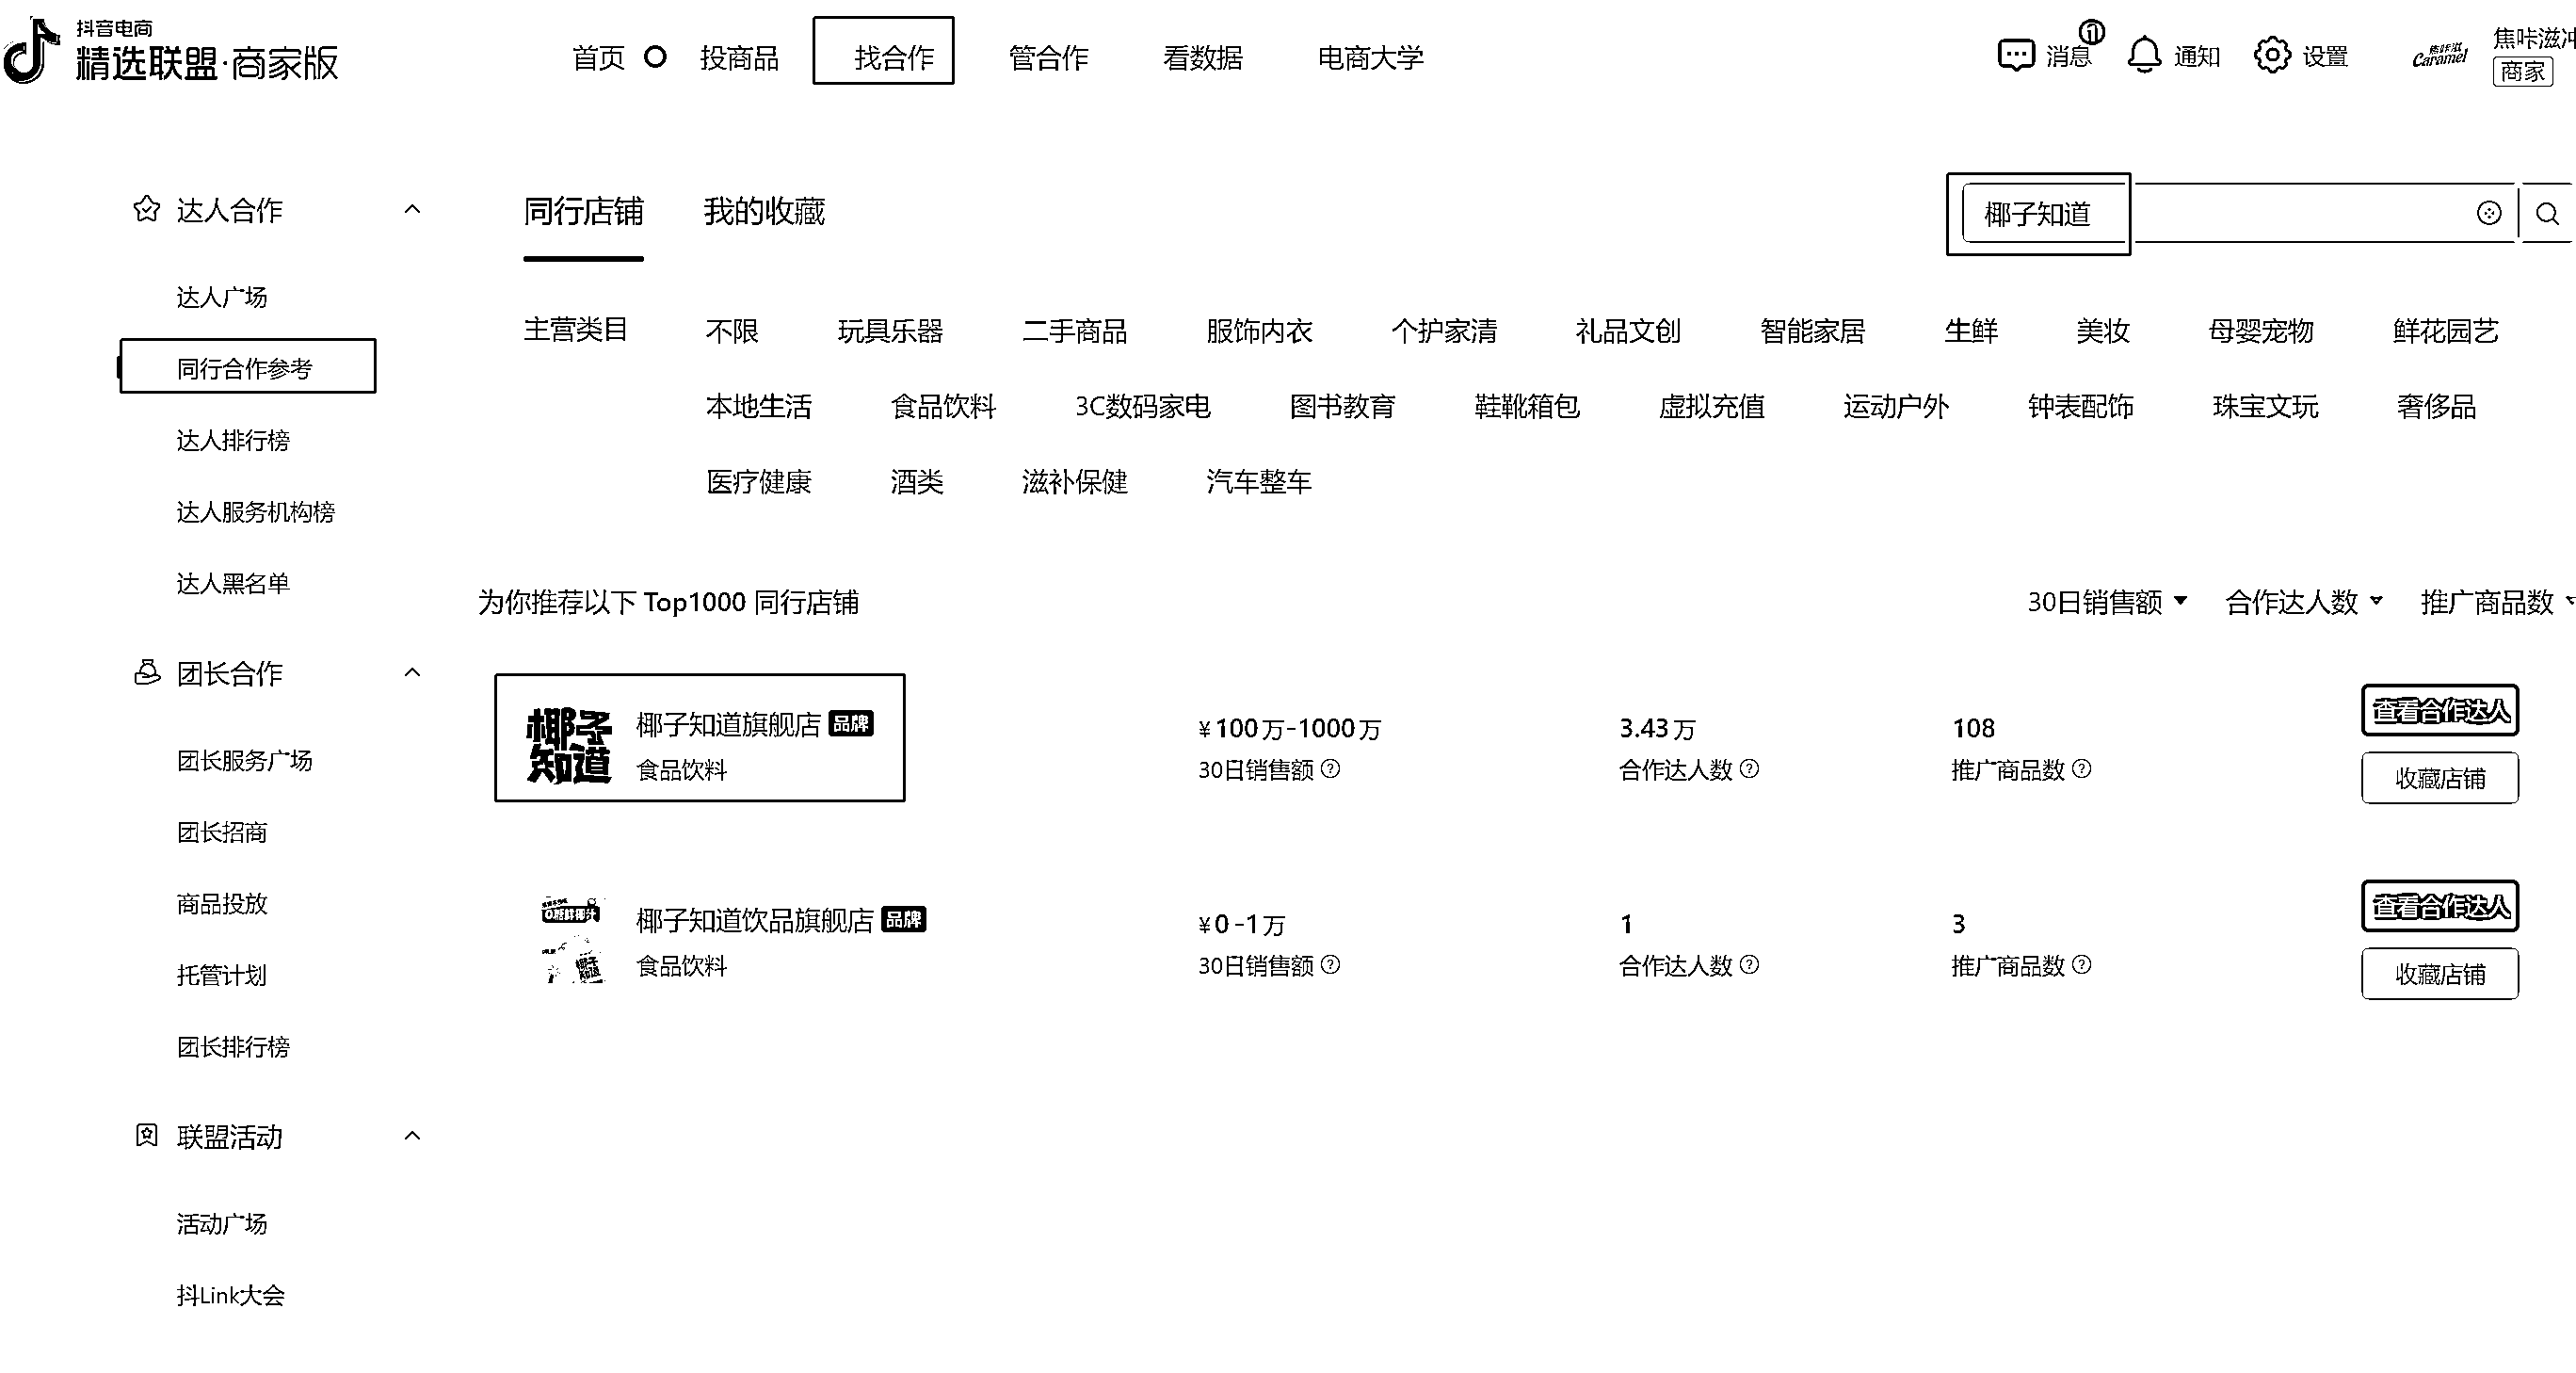 抖音电商
精选联盟·商家版
首页 投商品 找合作 管合作 看数据 电商大学
消息 1 通知 设置
焦咔滋
Caramel
焦咔滋冲
商家
达人合作
达人广场
同行合作参考
达人排行榜
达人服务机构榜
达人黑名单
团长合作
团长服务广场
团长招商
商品投放
托管计划
团长排行榜
联盟活动
活动广场
抖Link大会
同行店铺 我的收藏
椰子知道
主营类目 不限 玩具乐器 二手商品 服饰内衣 个护家清 礼品文创 智能家居 生鲜 美妆 母婴宠物 鲜花园艺
本地生活 食品饮料 3C数码家电 图书教育 鞋靴箱包 虚拟充值 运动户外 钟表配饰 珠宝文玩 奢侈品
医疗健康 酒类 滋补保健 汽车整车
为你推荐以下 Top1000 同行店铺
30日销售额 合作达人数 推广商品数
椰子知道
椰子知道旗舰店 品牌
食品饮料
¥100万-1000万
30日销售额
3.43万
合作达人数
108
推广商品数
查看合作达人
收藏店铺
椰子知道
椰子知道饮品旗舰店 品牌
食品饮料
¥0-1万
30日销售额
1
合作达人数
3
推广商品数
查看合作达人
收藏店铺